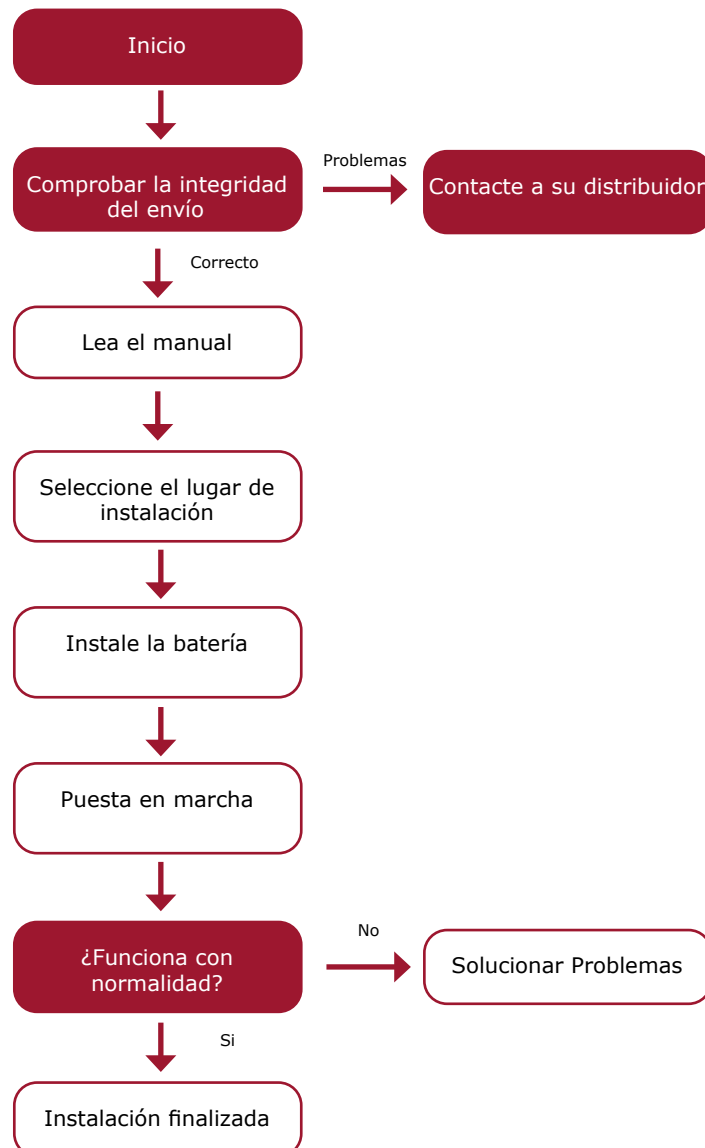 Inicio
Problemas
Comprobar la integridad
del envío
Contacte a su distribuidor
Correcto
Lea el manual
Seleccione el lugar de
instalación
Instale la batería
Puesta en marcha
No
¿Funciona con
normalidad?
Solucionar Problemas
Si
Instalación finalizada